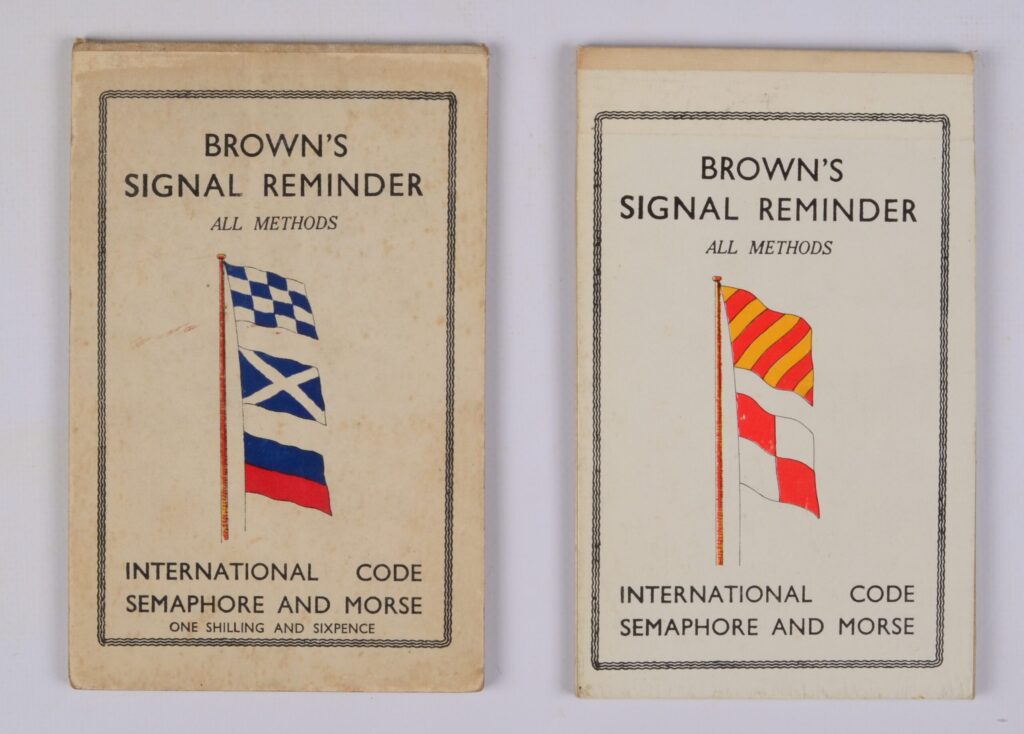 BROWN'S
SIGNAL REMINDER
ALL METHODS
INTERNATIONAL CODE
SEMAPHORE AND MORSE
ONE SHILLING AND SIXPENCE
BROWN'S
SIGNAL REMINDER
ALL METHODS
INTERNATIONAL CODE
SEMAPHORE AND MORSE